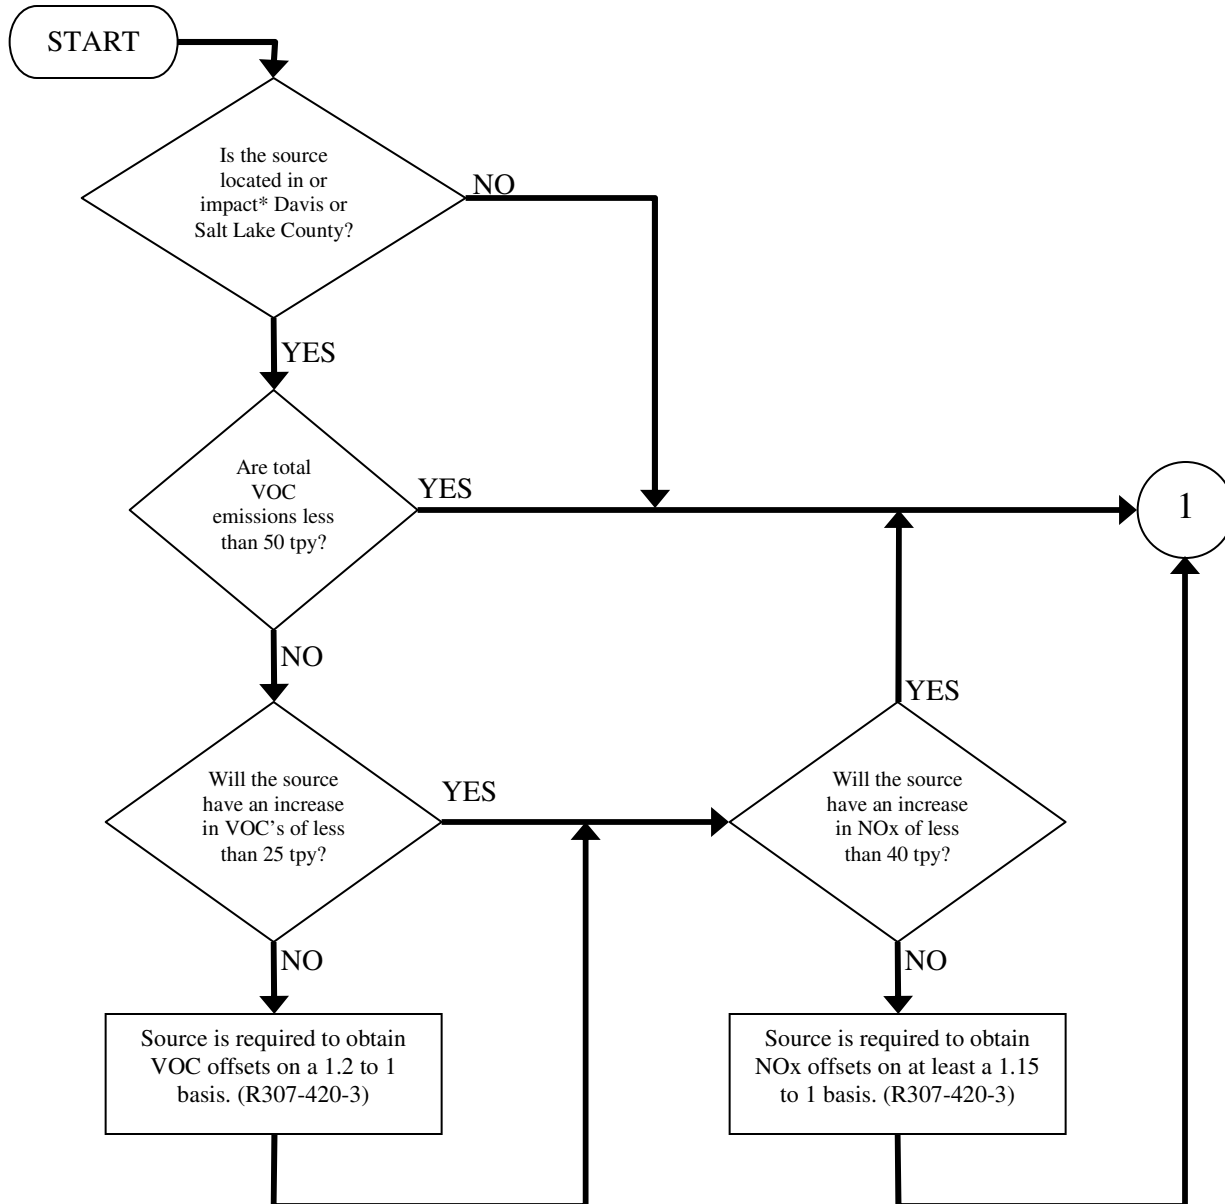 START
Is the source
located in or
impact* Davis or
Salt Lake County?
NO
YES
Are total
VOC
emissions less
than 50 tpy?
YES
1
NO
Will the source
have an increase
in VOC's of less
than 25 tpy?
YES
YES
Will the source
have an increase
in NOx of less
than 40 tpy?
NO
NO
Source is required to obtain
VOC offsets on a 1.2 to 1
basis. (R307-420-3)
Source is required to obtain
NOx offsets on at least a 1.15
to 1 basis. (R307-420-3)